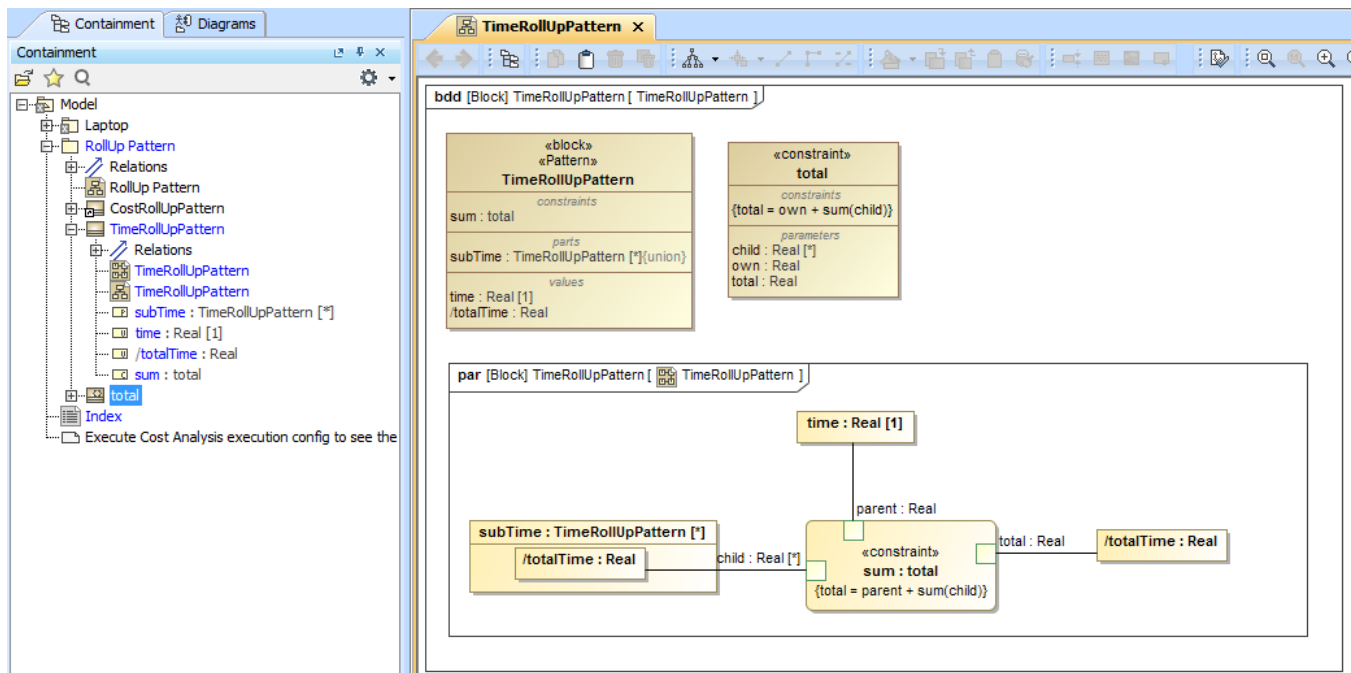 Containment
Diagrams
Containment
Model
Laptop
RollUp Pattern
Relations
RollUp Pattern
CostRollUpPattern
TimeRollUpPattern
Relations
TimeRollUpPattern
TimeRollUpPattern
subTime : TimeRollUpPattern [*]
time : Real [1]
/totalTime : Real
sum : total
total
Index
Execute Cost Analysis execution config to see the
TimeRollUpPattern
bdd [Block] TimeRollUpPattern [ TimeRollUpPattern ]
«block»
«Pattern»
TimeRollUpPattern
constraints
sum : total
parts
subTime : TimeRollUpPattern [*]{union}
values
time : Real [1]
/totalTime : Real
«constraint»
total
constraints
{total = own + sum(child)}
parameters
child : Real [*]
own : Real
total : Real
par [Block] TimeRollUpPattern [ TimeRollUpPattern ]
time : Real [1]
parent : Real
subTime : TimeRollUpPattern [*]
/totalTime : Real
child : Real [*]
«constraint»
sum : total
{total = parent + sum(child)}
total : Real
/totalTime : Real